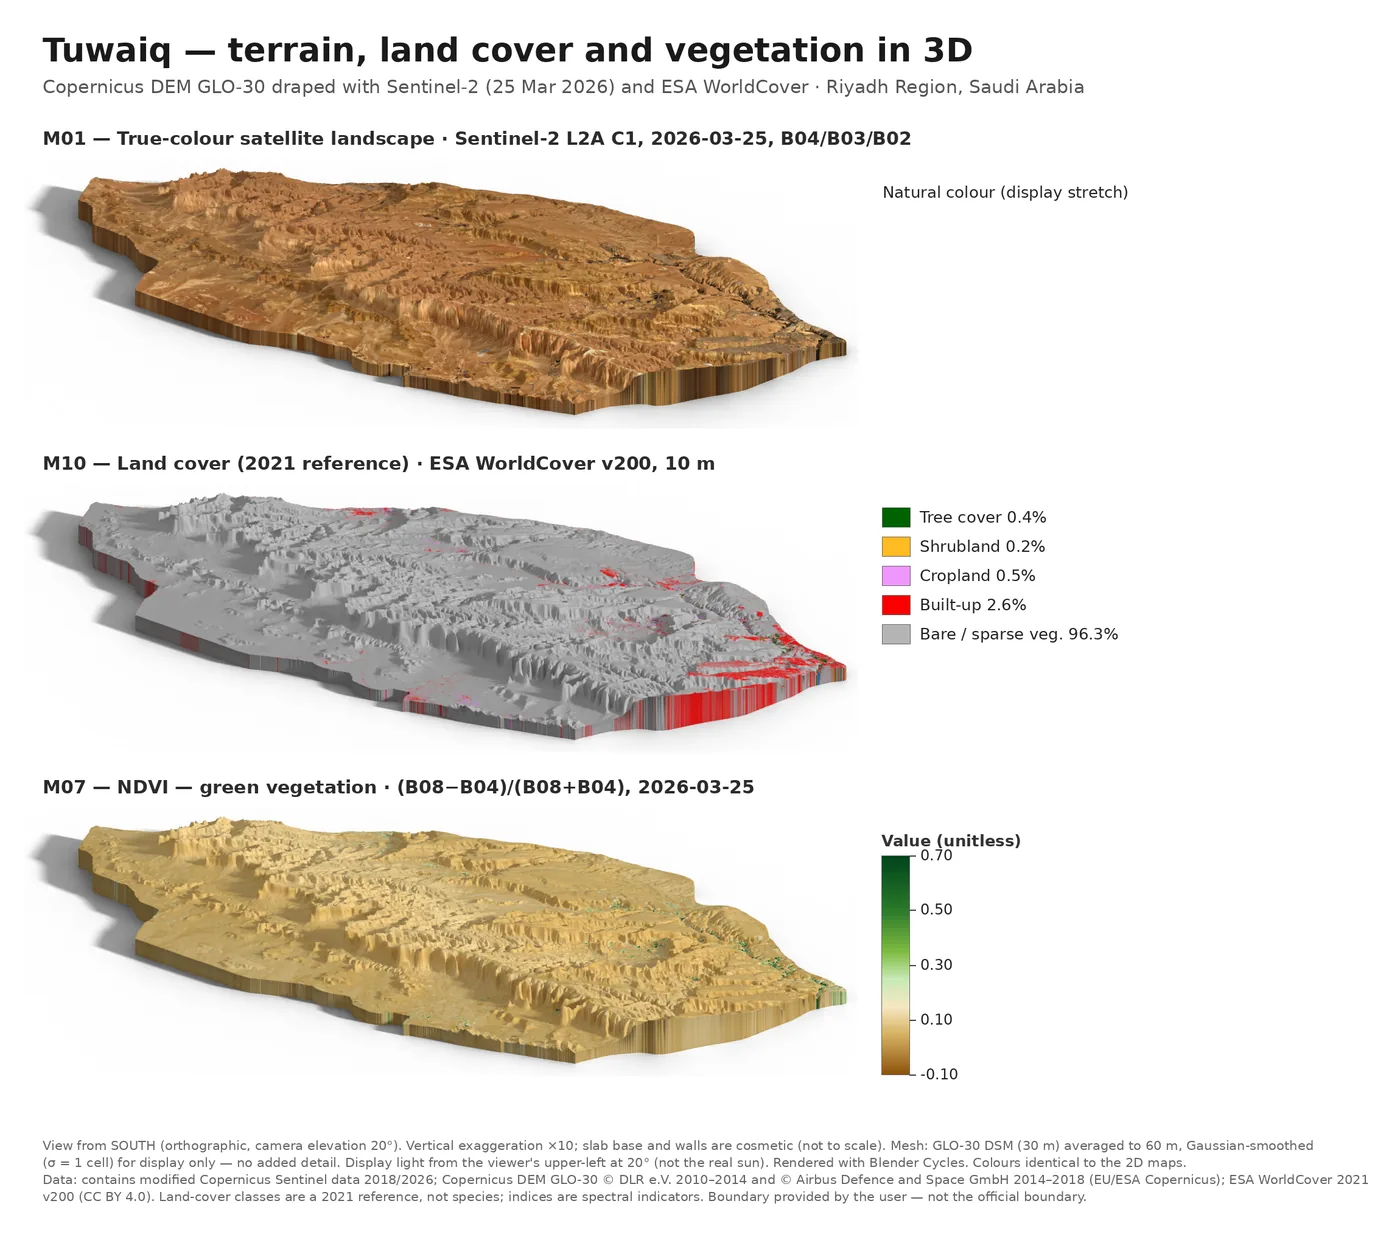 Tuwaiq — terrain, land cover and vegetation in 3D
Copernicus DEM GLO-30 draped with Sentinel-2 (25 Mar 2026) and ESA WorldCover · Riyadh Region, Saudi Arabia
M01 — True-colour satellite landscape · Sentinel-2 L2A C1, 2026-03-25, B04/B03/B02
Natural colour (display stretch)
M10 — Land cover (2021 reference) · ESA WorldCover v200, 10 m
Tree cover 0.4%
Shrubland 0.2%
Cropland 0.5%
Built-up 2.6%
Bare / sparse veg. 96.3%
M07 — NDVI — green vegetation · (B08−B04)/(B08+B04), 2026-03-25
Value (unitless)
0.70
0.50
0.30
0.10
-0.10
View from SOUTH (orthographic, camera elevation 20°). Vertical exaggeration ×10; slab base and walls are cosmetic (not to scale). Mesh: GLO-30 DSM (30 m) averaged to 60 m, Gaussian-smoothed
(σ = 1 cell) for display only — no added detail. Display light from the viewer's upper-left at 20° (not the real sun). Rendered with Blender Cycles. Colours identical to the 2D maps.
Data: contains modified Copernicus Sentinel data 2018/2026; Copernicus DEM GLO-30 © DLR e.V. 2010–2014 and © Airbus Defence and Space GmbH 2014–2018 (EU/ESA Copernicus); ESA WorldCover 2021
v200 (CC BY 4.0). Land-cover classes are a 2021 reference, not species; indices are spectral indicators. Boundary provided by the user — not the official boundary.